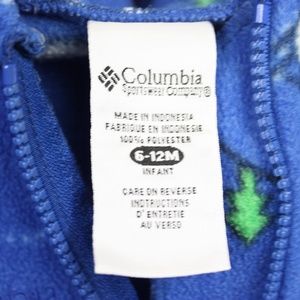 Columbia
Sportswear Company®
MADE IN INDONESIA
FABRIQUE EN INDONESIE
100% POLYESTER
6-12M
INFANT
CARE ON REVERSE
INSTRUCTIONS
D'ENTRETIE
AU VERSO